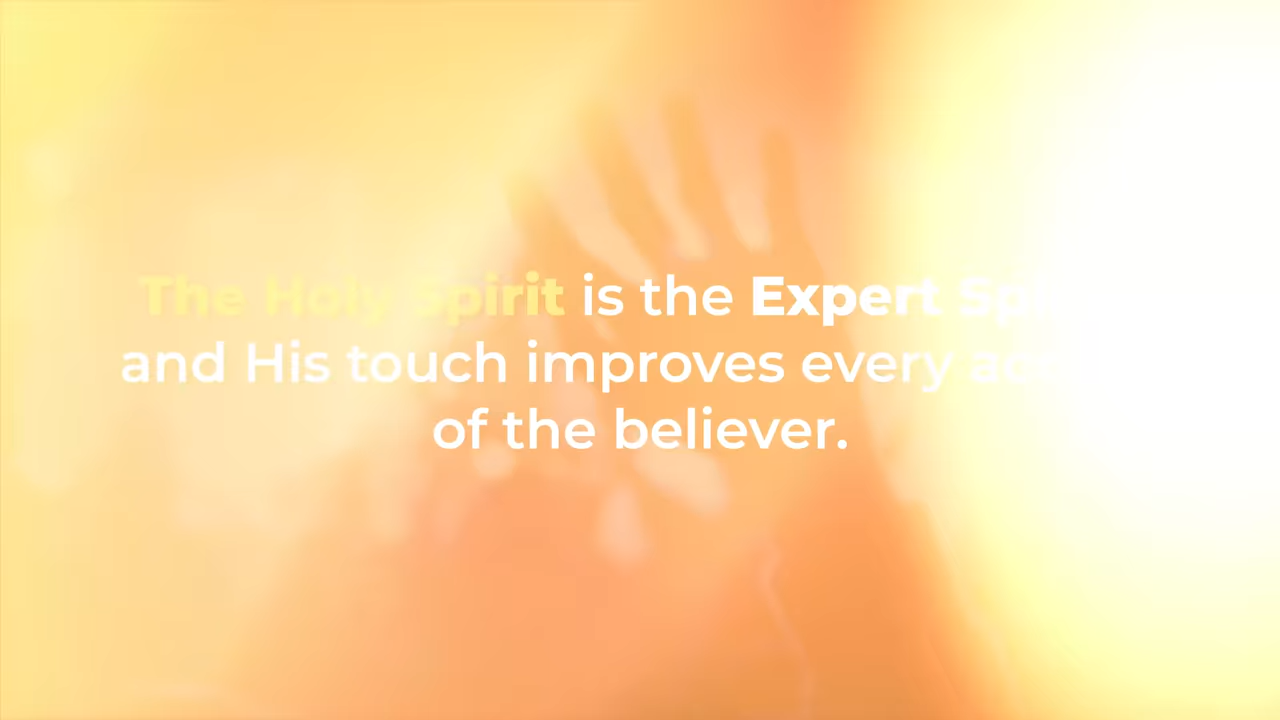 The Holy Spirit is the Expert
and His touch improves every
of the believer.